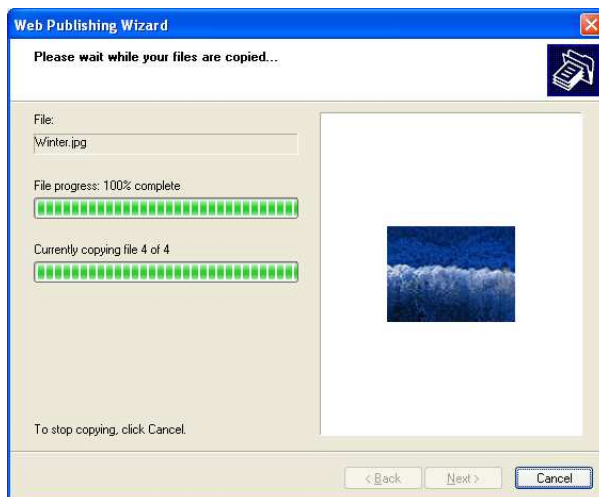 Web Publishing Wizard
Please wait while your files are copied...
File:
Winter.jpg
File progress: 100% complete
Currently copying file 4 of 4
To stop copying, click Cancel.
< Back Next > Cancel